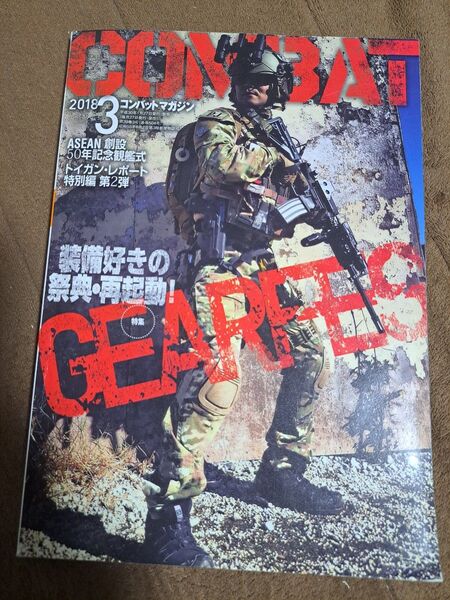 COMBAT
2018 3 コンバットマガジン
ASEAN 創設
50年記念観艦式
トイガン・レポート
特別編 第2弾
装備好きの
祭典・再起動!
特集
GEARFES